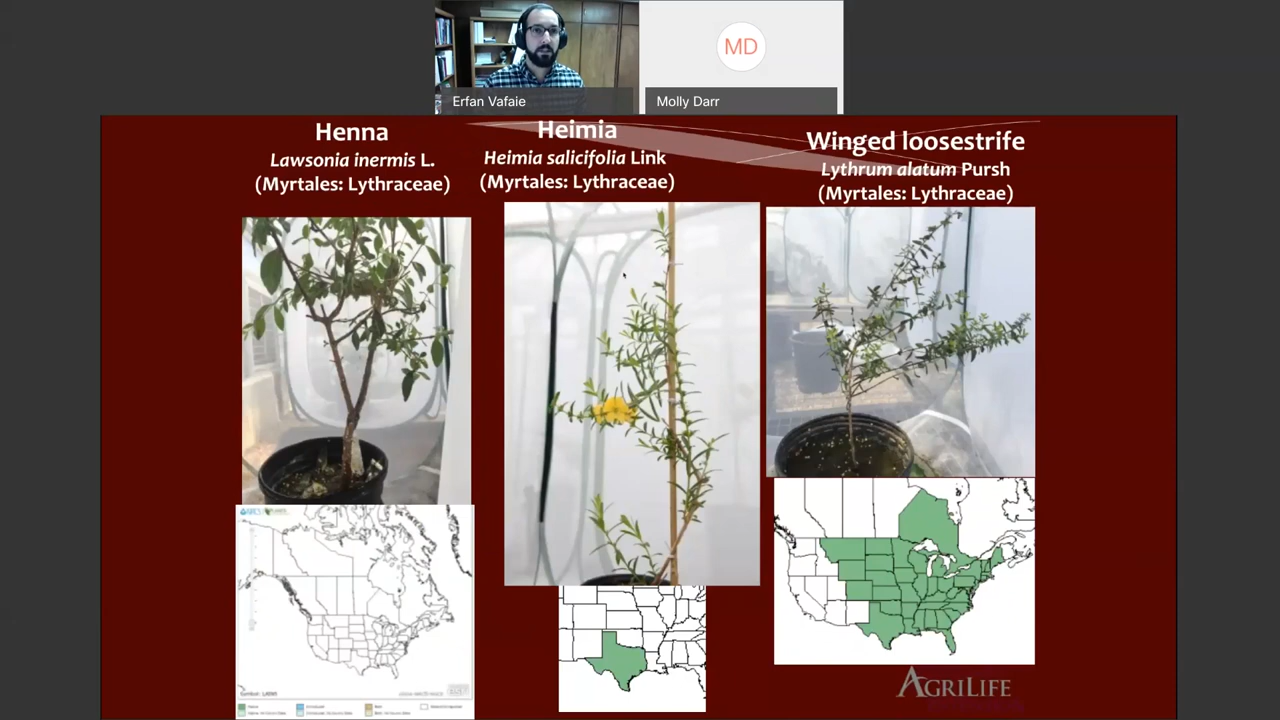 MD
Erfan Vafaie
Molly Darr
Henna
Lawsonia inermis L.
(Myrtales: Lythraceae)
Heimia
Heimia salicifolia Link
(Myrtales: Lythraceae)
Winged loosestrife
Lythrum alatum Pursh
(Myrtales: Lythraceae)
AGRILIFE